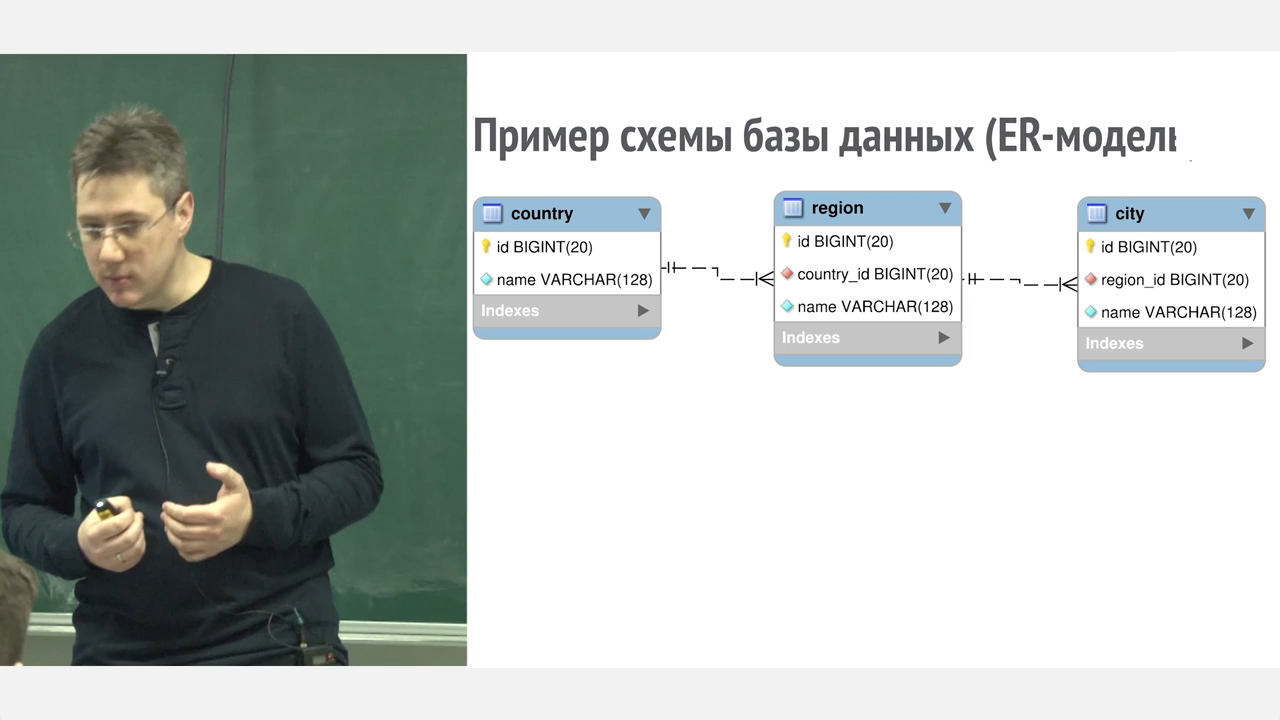 Пример схемы базы данных (ER-модель
country
id BIGINT(20)
name VARCHAR(128)
Indexes
region
id BIGINT(20)
country_id BIGINT(20)
name VARCHAR(128)
Indexes
city
id BIGINT(20)
region_id BIGINT(20)
name VARCHAR(128)
Indexes